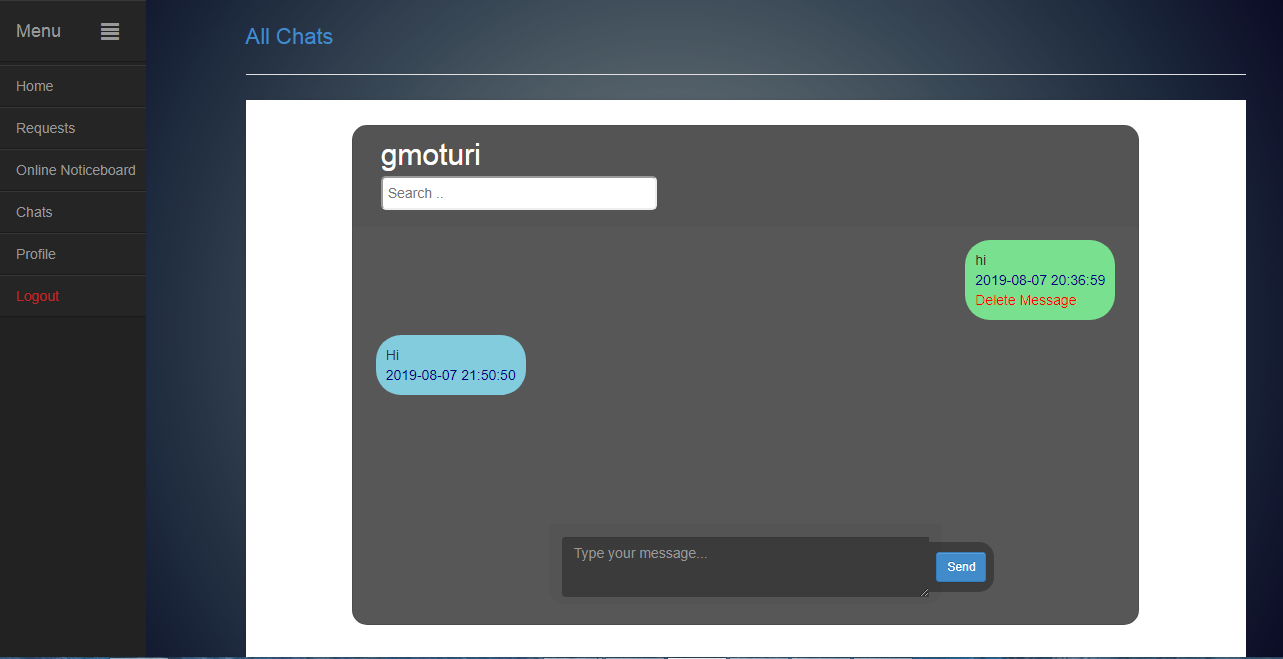 Menu
Home
Requests
Online Noticeboard
Chats
Profile
Logout
All Chats
gmoturi
Search ..
hi
2019-08-07 20:36:59
Delete Message
Hi
2019-08-07 21:50:50
Type your message...
Send